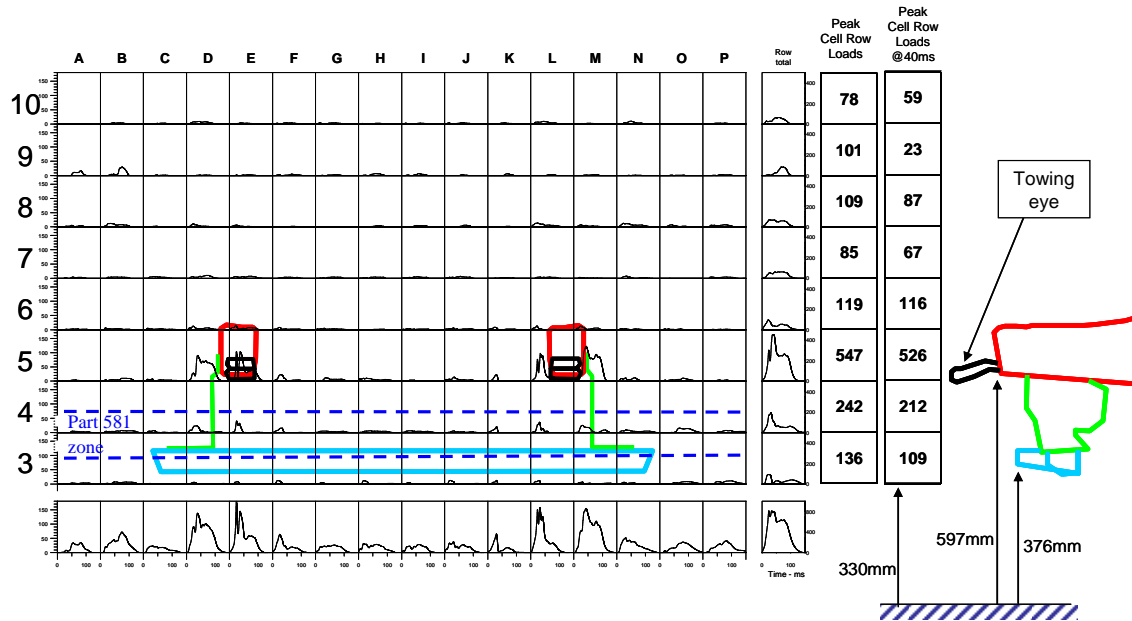 A B C D E F G H I J K L M N O P
Row
total
Peak
Cell Row
Loads
Peak
Cell Row
Loads
@40ms
10 78 59
9 101 23
8 109 87
7 85 67
6 119 116
5 547 526
4 242 212
3 136 109
Part 581
zone
Towing
eye
597mm
376mm
330mm
Time - ms